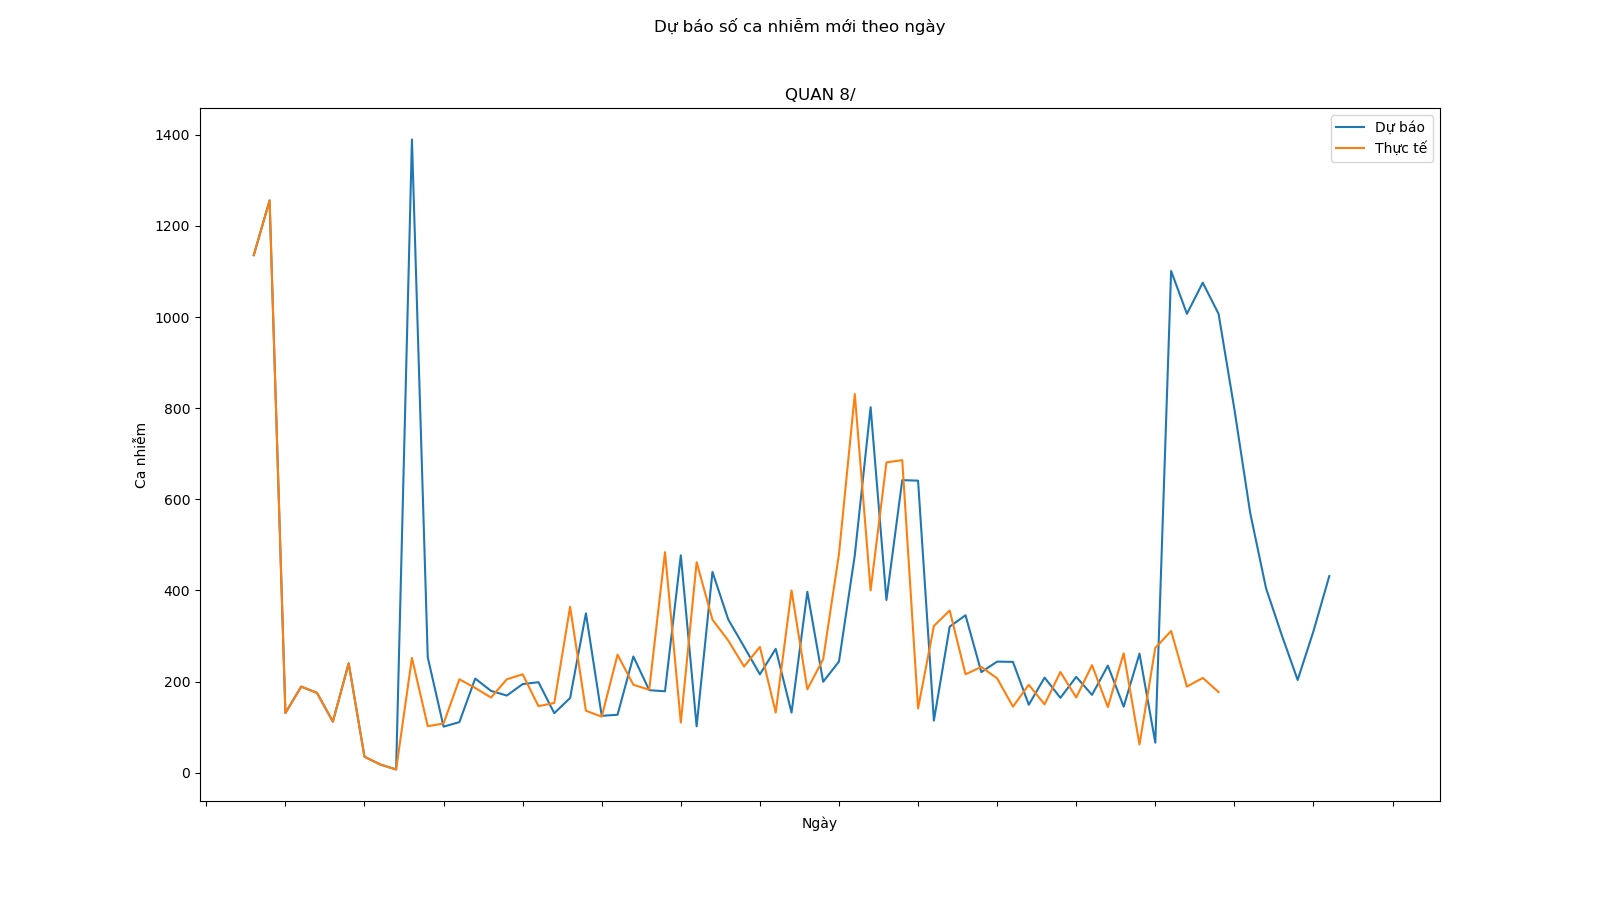 Dự báo số ca nhiễm mới theo ngày
QUAN 8/
Dự báo
Thực tế
1400
1200
1000
800
600
400
200
0
Ca nhiễm
Ngày